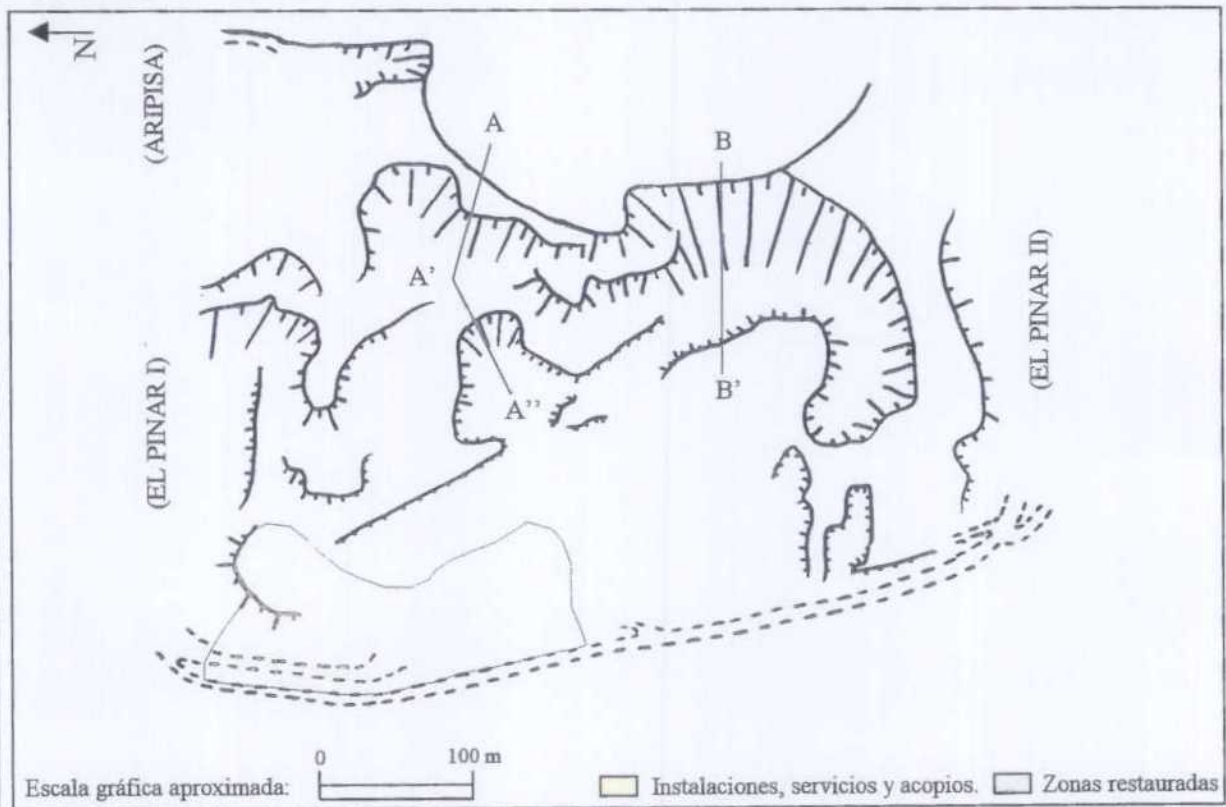 N
(ARIPISA)
A
B
A'
(EL PINAR II)
(EL PINAR I)
A''
B'
0 100 m
Escala gráfica aproximada:
Instalaciones, servicios y acopios.
Zonas restauradas